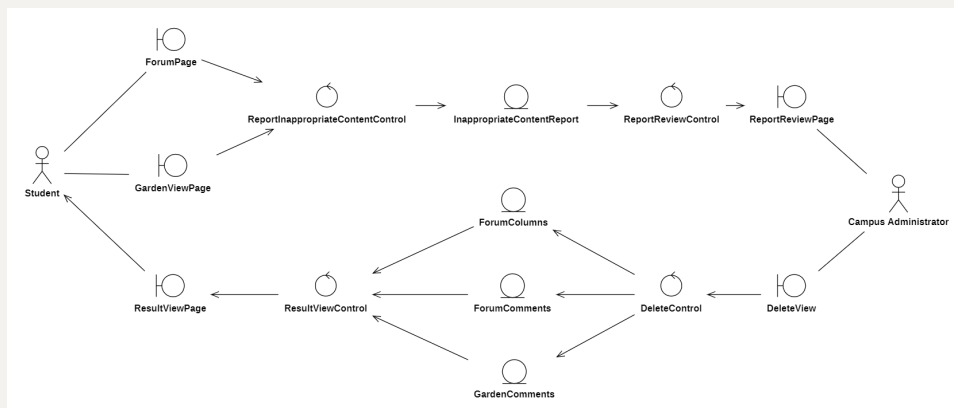 ForumPage
ReportInappropriateContentControl
InappropriateContentReport
ReportReviewControl
ReportReviewPage
Student
GardenViewPage
Campus Administrator
ForumColumns
ResultViewPage
ResultViewControl
ForumComments
DeleteControl
DeleteView
GardenComments